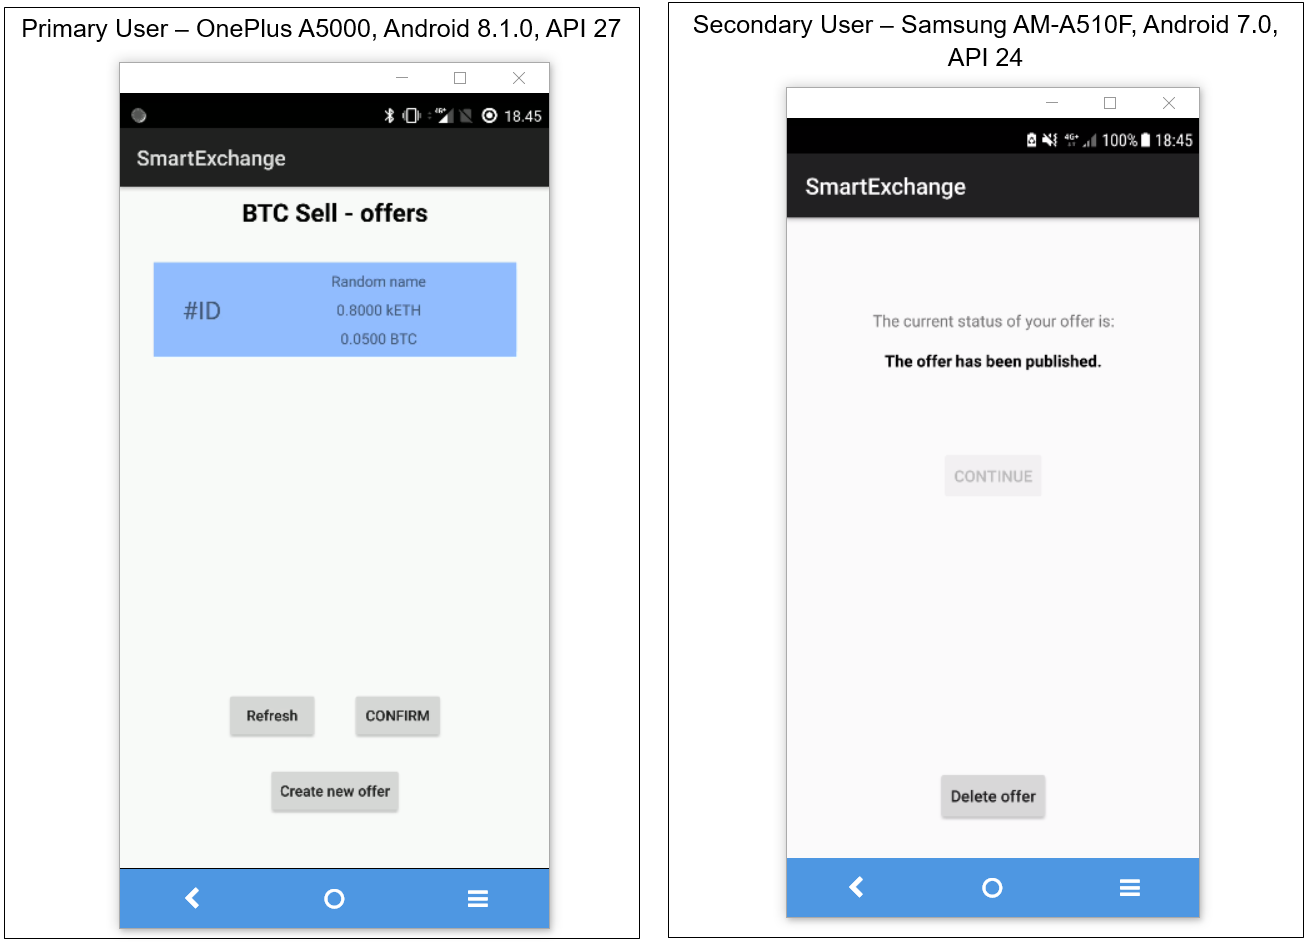 Primary User – OnePlus A5000, Android 8.1.0, API 27
18.45
SmartExchange
BTC Sell - offers
#ID
Random name
0.8000 kETH
0.0500 BTC
Refresh
CONFIRM
Create new offer
Secondary User – Samsung AM-A510F, Android 7.0,
API 24
4G+ 100% 18:45
SmartExchange
The current status of your offer is:
The offer has been published.
CONTINUE
Delete offer